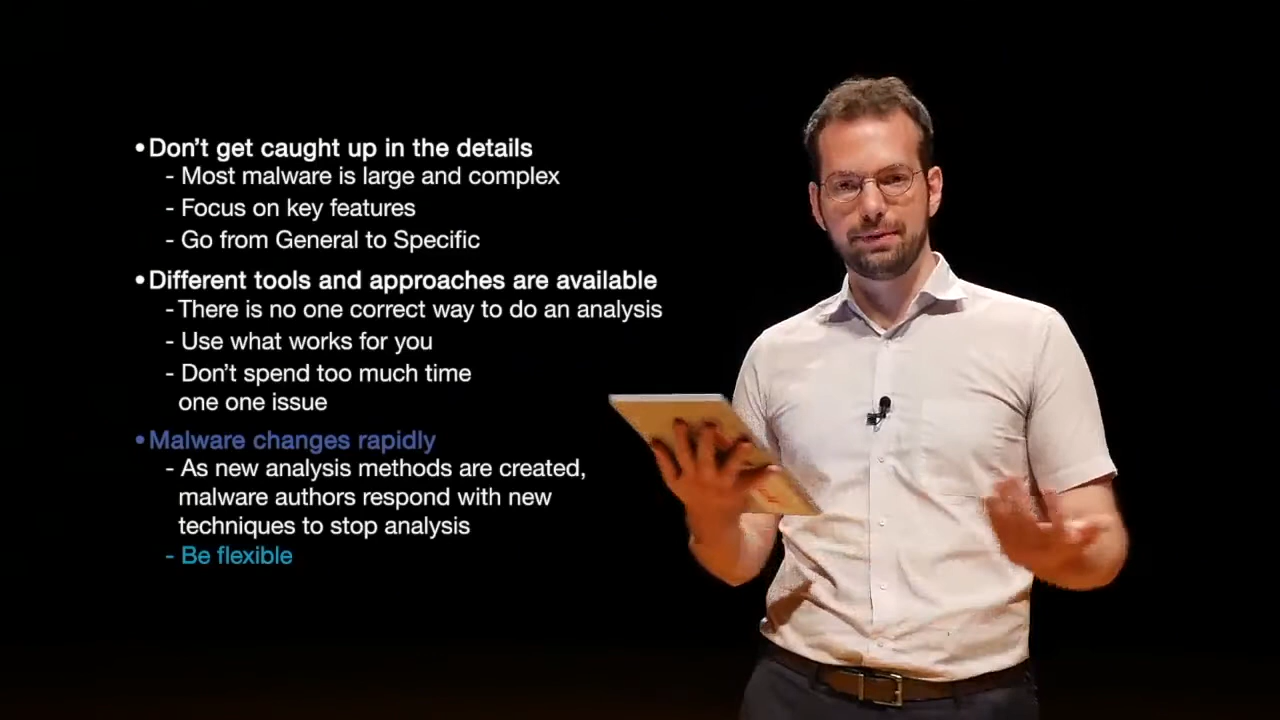 •Don't get caught up in the details
- Most malware is large and complex
- Focus on key features
- Go from General to Specific
•Different tools and approaches are available
- There is no one correct way to do an analysis
- Use what works for you
- Don't spend too much time
one one issue
•Malware changes rapidly
- As new analysis methods are created,
malware authors respond with new
techniques to stop analysis
- Be flexible